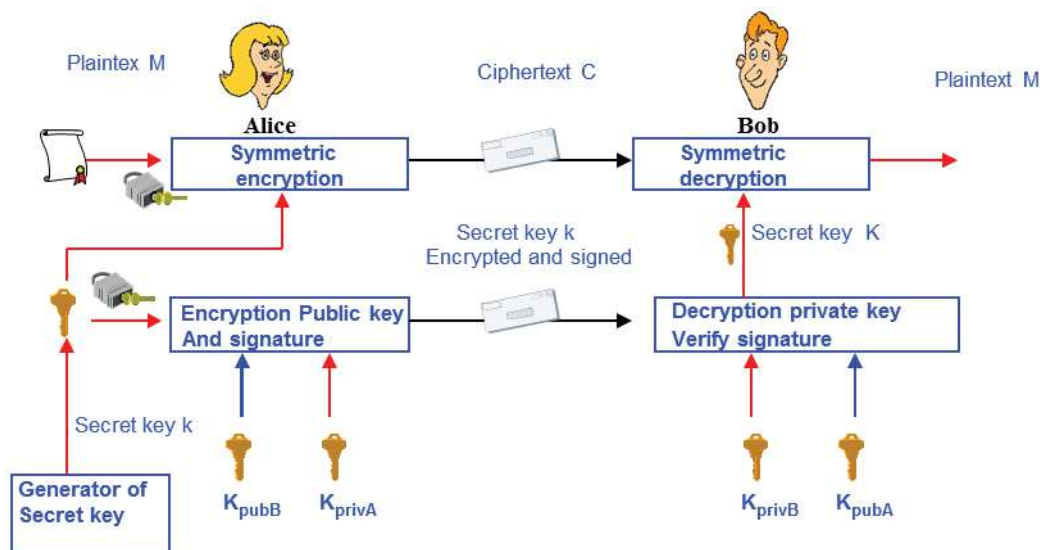 Plaintex M
Ciphertext C
Plaintext M
Alice
Bob
Symmetric
encryption
Symmetric
decryption
Secret key k
Encrypted and signed
Secret key K
Encryption Public key
And signature
Decryption private key
Verify signature
Secret key k
Generator of
Secret key
KpubB
KprivA
KprivB
KpubA